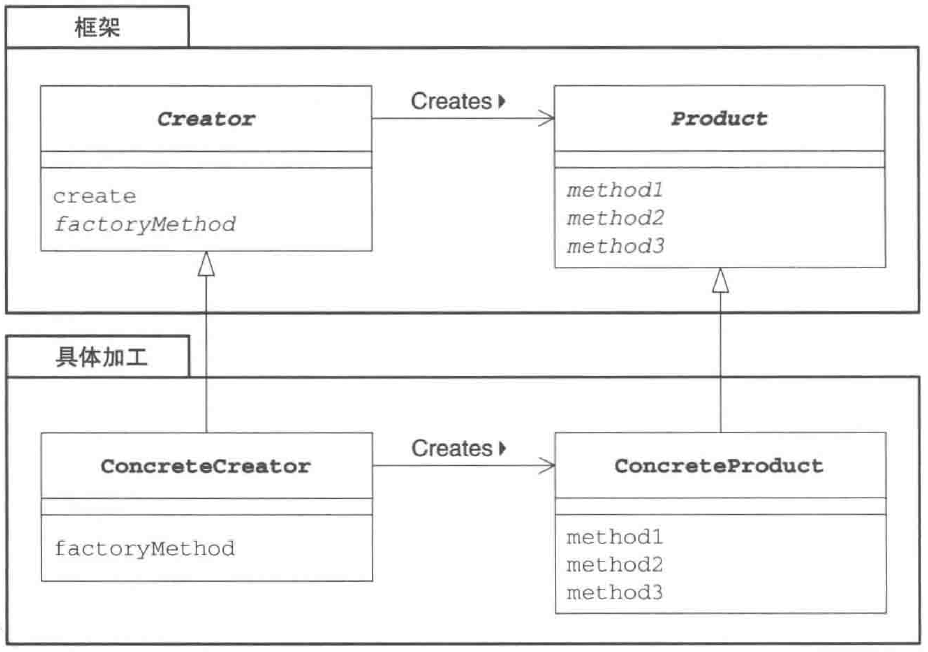 框架
Creator
Creates
Product
create
factoryMethod
method1
method2
method3
具体加工
ConcreteCreator
Creates
ConcreteProduct
factoryMethod
method1
method2
method3